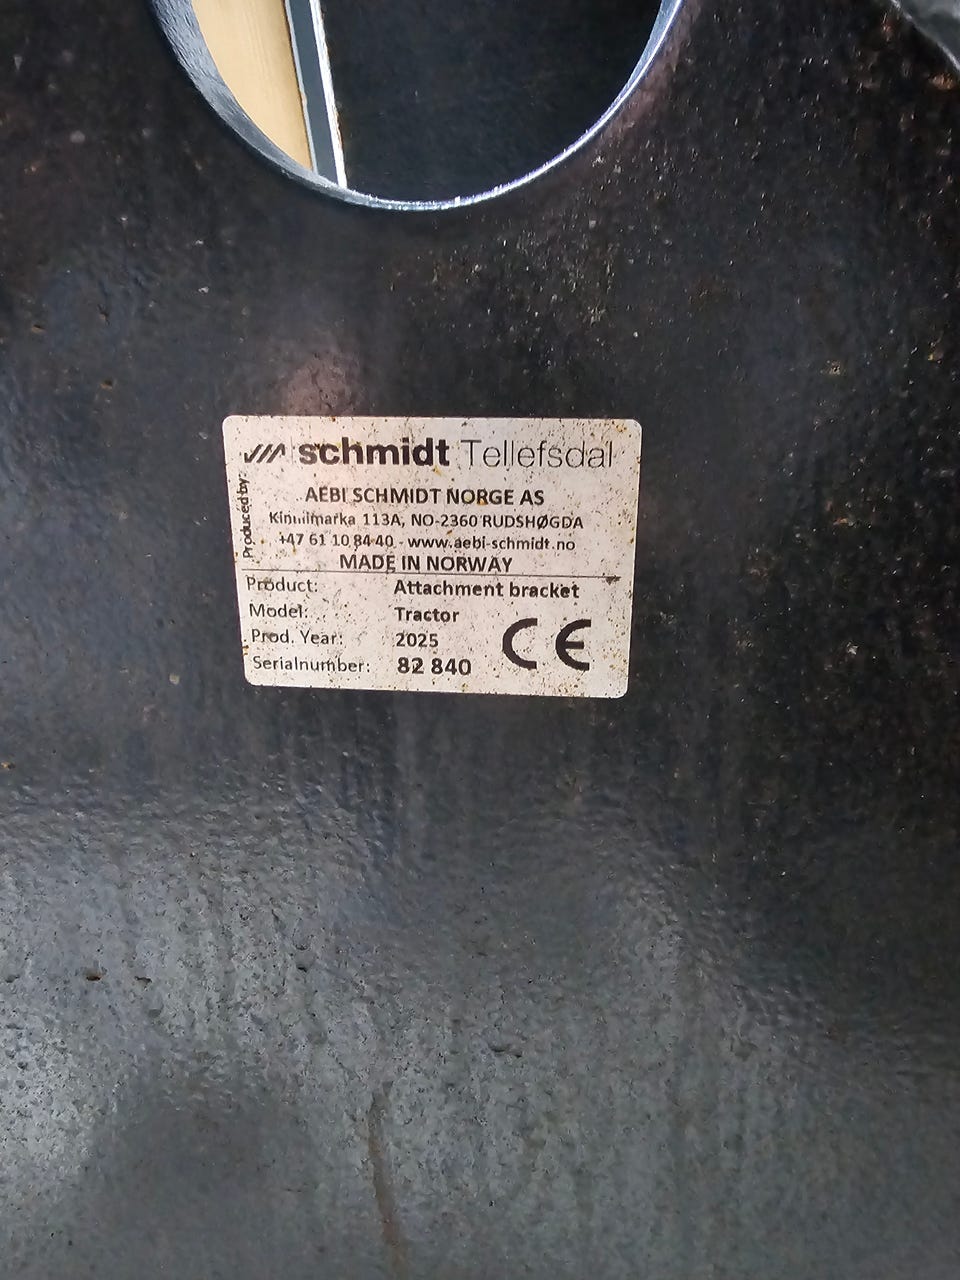 schmidt Tellefsdal
Produced by:
AEBI SCHMIDT NORGE AS
113A, NO-2360 RUDSHØGDA
+47 61 10 84 40 - www.aebi-schmidt.no
MADE IN NORWAY
Product: Attachment bracket
Model: Tractor
Prod. Year: 2025
Serialnumber: 82 840
CE